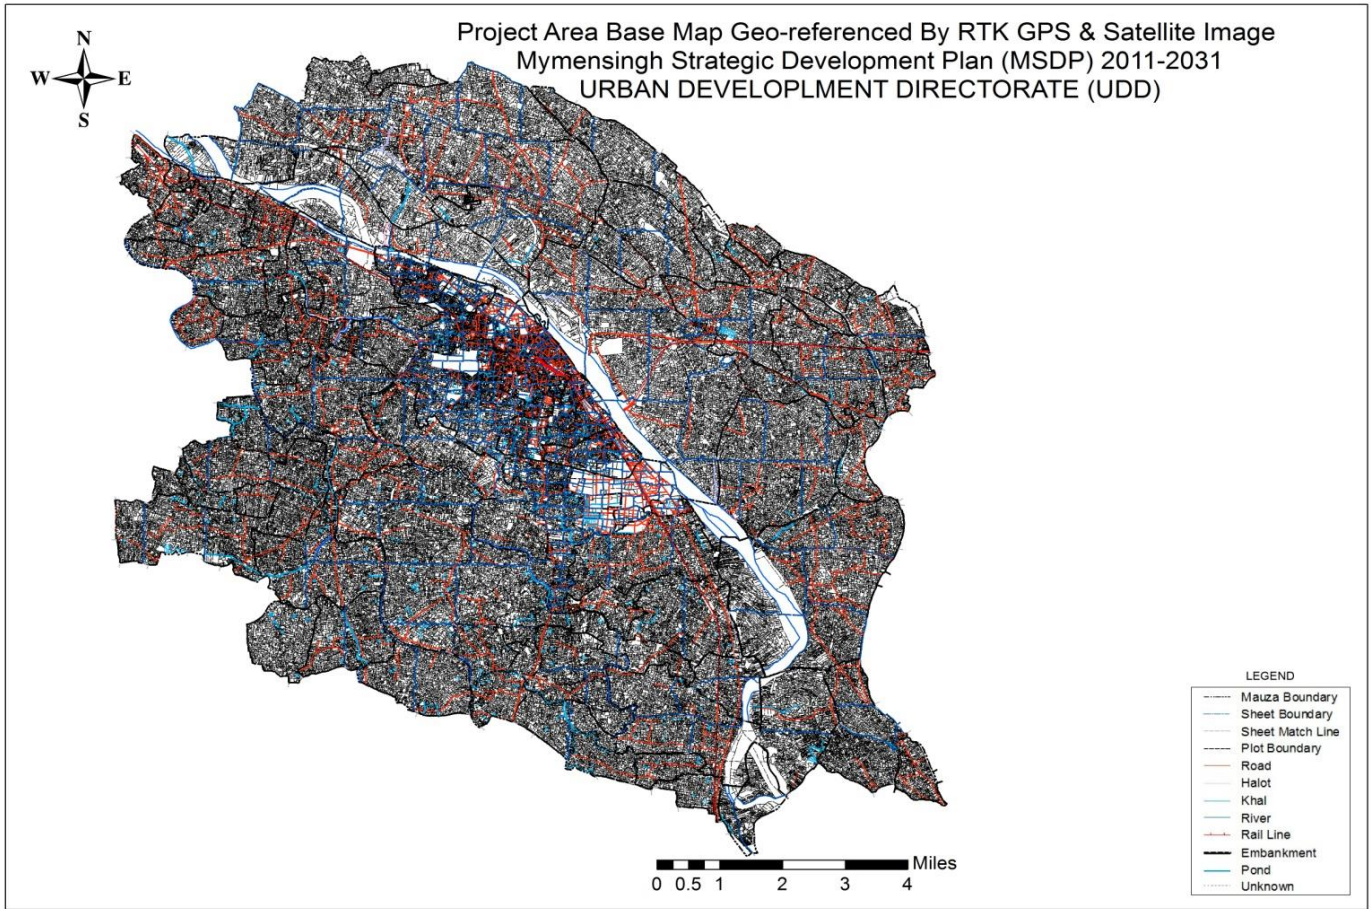 Project Area Base Map Geo-referenced By RTK GPS & Satellite Image
Mymensingh Strategic Development Plan (MSDP) 2011-2031
URBAN DEVELOPLMENT DIRECTORATE (UDD)
N
W E
S
LEGEND
Mauza Boundary
Sheet Boundary
Sheet Match Line
Plot Boundary
Road
Halot
Khal
River
Rail Line
Embankment
Pond
Unknown
Miles
0 0.5 1 2 3 4